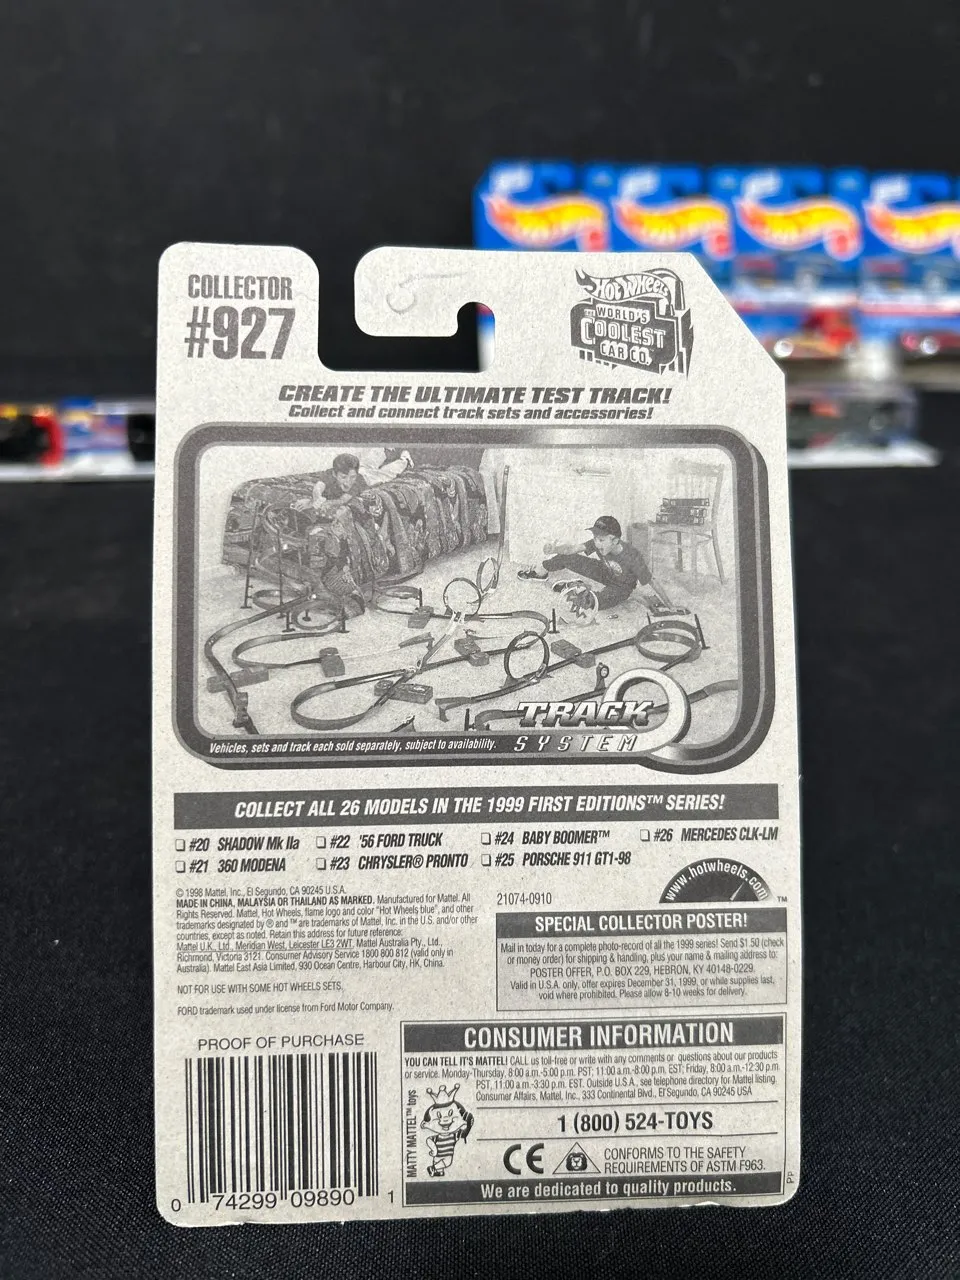 COLLECTOR
#927
Hot Wheels
THE WORLD'S
COOLEST
CAR CO.
CREATE THE ULTIMATE TEST TRACK!
Collect and connect track sets and accessories!
TRACK
SYSTEM
Vehicles, sets and track each sold separately, subject to availability.
COLLECT ALL 26 MODELS IN THE 1999 FIRST EDITIONS™ SERIES!
#20 SHADOW Mk IIa
#21 360 MODENA
#22 '56 FORD TRUCK
#23 CHRYSLER® PRONTO
#24 BABY BOOMER™
#25 PORSCHE 911 GT1-98
#26 MERCEDES CLK-LM
© 1998 Mattel, Inc., El Segundo, CA 90245 U.S.A.
MADE IN CHINA, MALAYSIA OR THAILAND AS MARKED. Manufactured for Mattel. All
Rights Reserved. Mattel, Hot Wheels, flame logo and color "Hot Wheels blue", and other
trademarks designated by ® and ™ are trademarks of Mattel, Inc. in the U.S. and/or other
countries, except as noted. Retain this address for future reference:
Mattel U.K. Ltd., Meridian West, Leicester LE3 2WT. Mattel Australia Pty., Ltd.,
Richmond, Victoria 3121. Consumer Advisory Service 1800 800 812 (valid only in
Australia). Mattel East Asia Limited, 930 Ocean Centre, Harbour City, HK, China.
NOT FOR USE WITH SOME HOT WHEELS SETS.
FORD trademark used under license from Ford Motor Company.
21074-0910
www.hotwheels.com
™
SPECIAL COLLECTOR POSTER!
Mail in today for a complete photo-record of all the 1999 series! Send $1.50 (check
or money order) for shipping & handling, plus your name & mailing address to:
POSTER OFFER, P.O. BOX 229, HEBRON, KY 40148-0229.
Valid in U.S.A. only, offer expires December 31, 1999, or while supplies last,
void where prohibited. Please allow 8-10 weeks for delivery.
PROOF OF PURCHASE
0 74299 09890 1
CONSUMER INFORMATION
YOU CAN TELL IT'S MATTEL! CALL us toll-free or write with any comments or questions about our products
or service. Monday-Thursday, 8:00 a.m.-5:00 p.m. PST; 11:00 a.m.-8:00 p.m. EST; Friday, 8:00 a.m.-12:30 p.m.
PST, 11:00 a.m.-3:30 p.m. EST. Outside U.S.A., see telephone directory for Mattel listing.
Consumer Affairs, Mattel, Inc., 333 Continental Blvd., El Segundo, CA 90245 USA
MATTY MATTEL™ toys
1 (800) 524-TOYS
CE
CONFORMS TO THE SAFETY
REQUIREMENTS OF ASTM F963.
We are dedicated to quality products.
PP